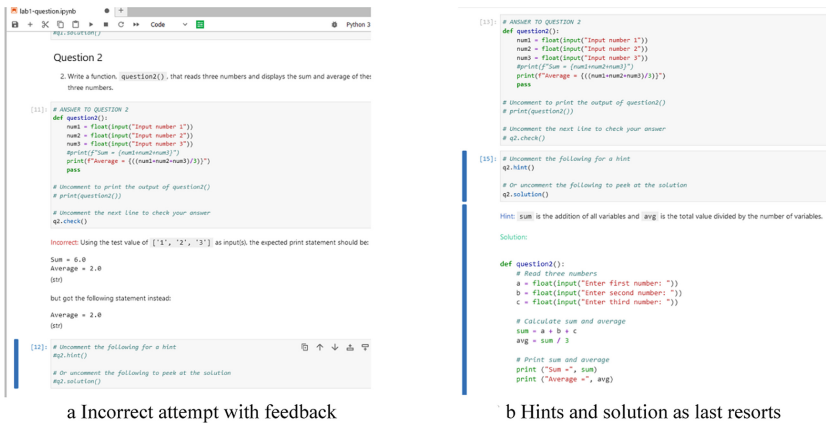 lab1-notebook.ipynb
Code
Python 3
#q2.solution()
Question 2
2. Write a function, question2(), that reads three numbers and displays the sum and average of thes
three numbers.
[11]: # ANSWER TO QUESTION 2
def question2():
num1 = float(input("Input number 1"))
num2 = float(input("Input number 2"))
num3 = float(input("Input number 3"))
#print(f"Sum = {num1+num2+num3}")
print(f"Average = {((num1+num2+num3)/3)}")
pass
# Uncomment to print the output of question2()
# print(question2())
# Uncomment the next line to check your answer
q2.check()
Incorrect: Using the test value of ['1', '2', '3'] as input(s), the expected print statement should be:
Sum = 6.0
Average = 2.0
(str)
but got the following statement instead:
Average = 2.0
(str)
[12]: # Uncomment the following for a hint
#q2.hint()
# Or uncomment the following to peek at the solution
#q2.solution()
a Incorrect attempt with feedback
[13]: # ANSWER TO QUESTION 2
def question2():
num1 = float(input("Input number 1"))
num2 = float(input("Input number 2"))
num3 = float(input("Input number 3"))
#print(f"Sum = {num1+num2+num3}")
print(f"Average = {((num1+num2+num3)/3)}")
pass
# Uncomment to print the output of question2()
# print(question2())
# Uncomment the next line to check your answer
# q2.check()
[15]: # Uncomment the following for a hint
q2.hint()
# Or uncomment the following to peek at the solution
q2.solution()
Hint: sum is the addition of all variables and avg is the total value divided by the number of variables.
Solution:
def question2():
# Read three numbers
a = float(input("Enter first number: "))
b = float(input("Enter second number: "))
c = float(input("Enter third number: "))
# Calculate sum and average
sum = a + b + c
avg = sum / 3
# Print sum and average
print ("Sum =", sum)
print ("Average =", avg)
b Hints and solution as last resorts